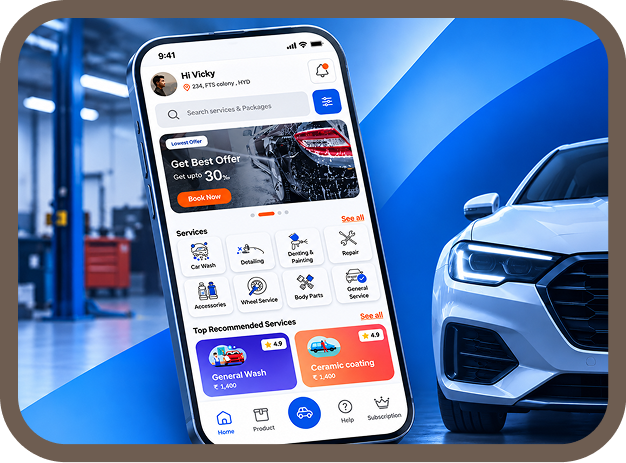 9:41
Hi Vicky
234, FTS colony , HYD
Search services & Packages
Lowest Offer
Get Best Offer
Get upto 30%
Book Now
Services
See all
Car Wash
Detailing
Denting &
Painting
Repair
Accessories
Wheel Service
Body Parts
General
Service
Top Recommended Services
See all
4.9
General Wash
₹ 1,400
4.9
Ceramic coating
₹ 1,400
Home
Product
Help
Subscription